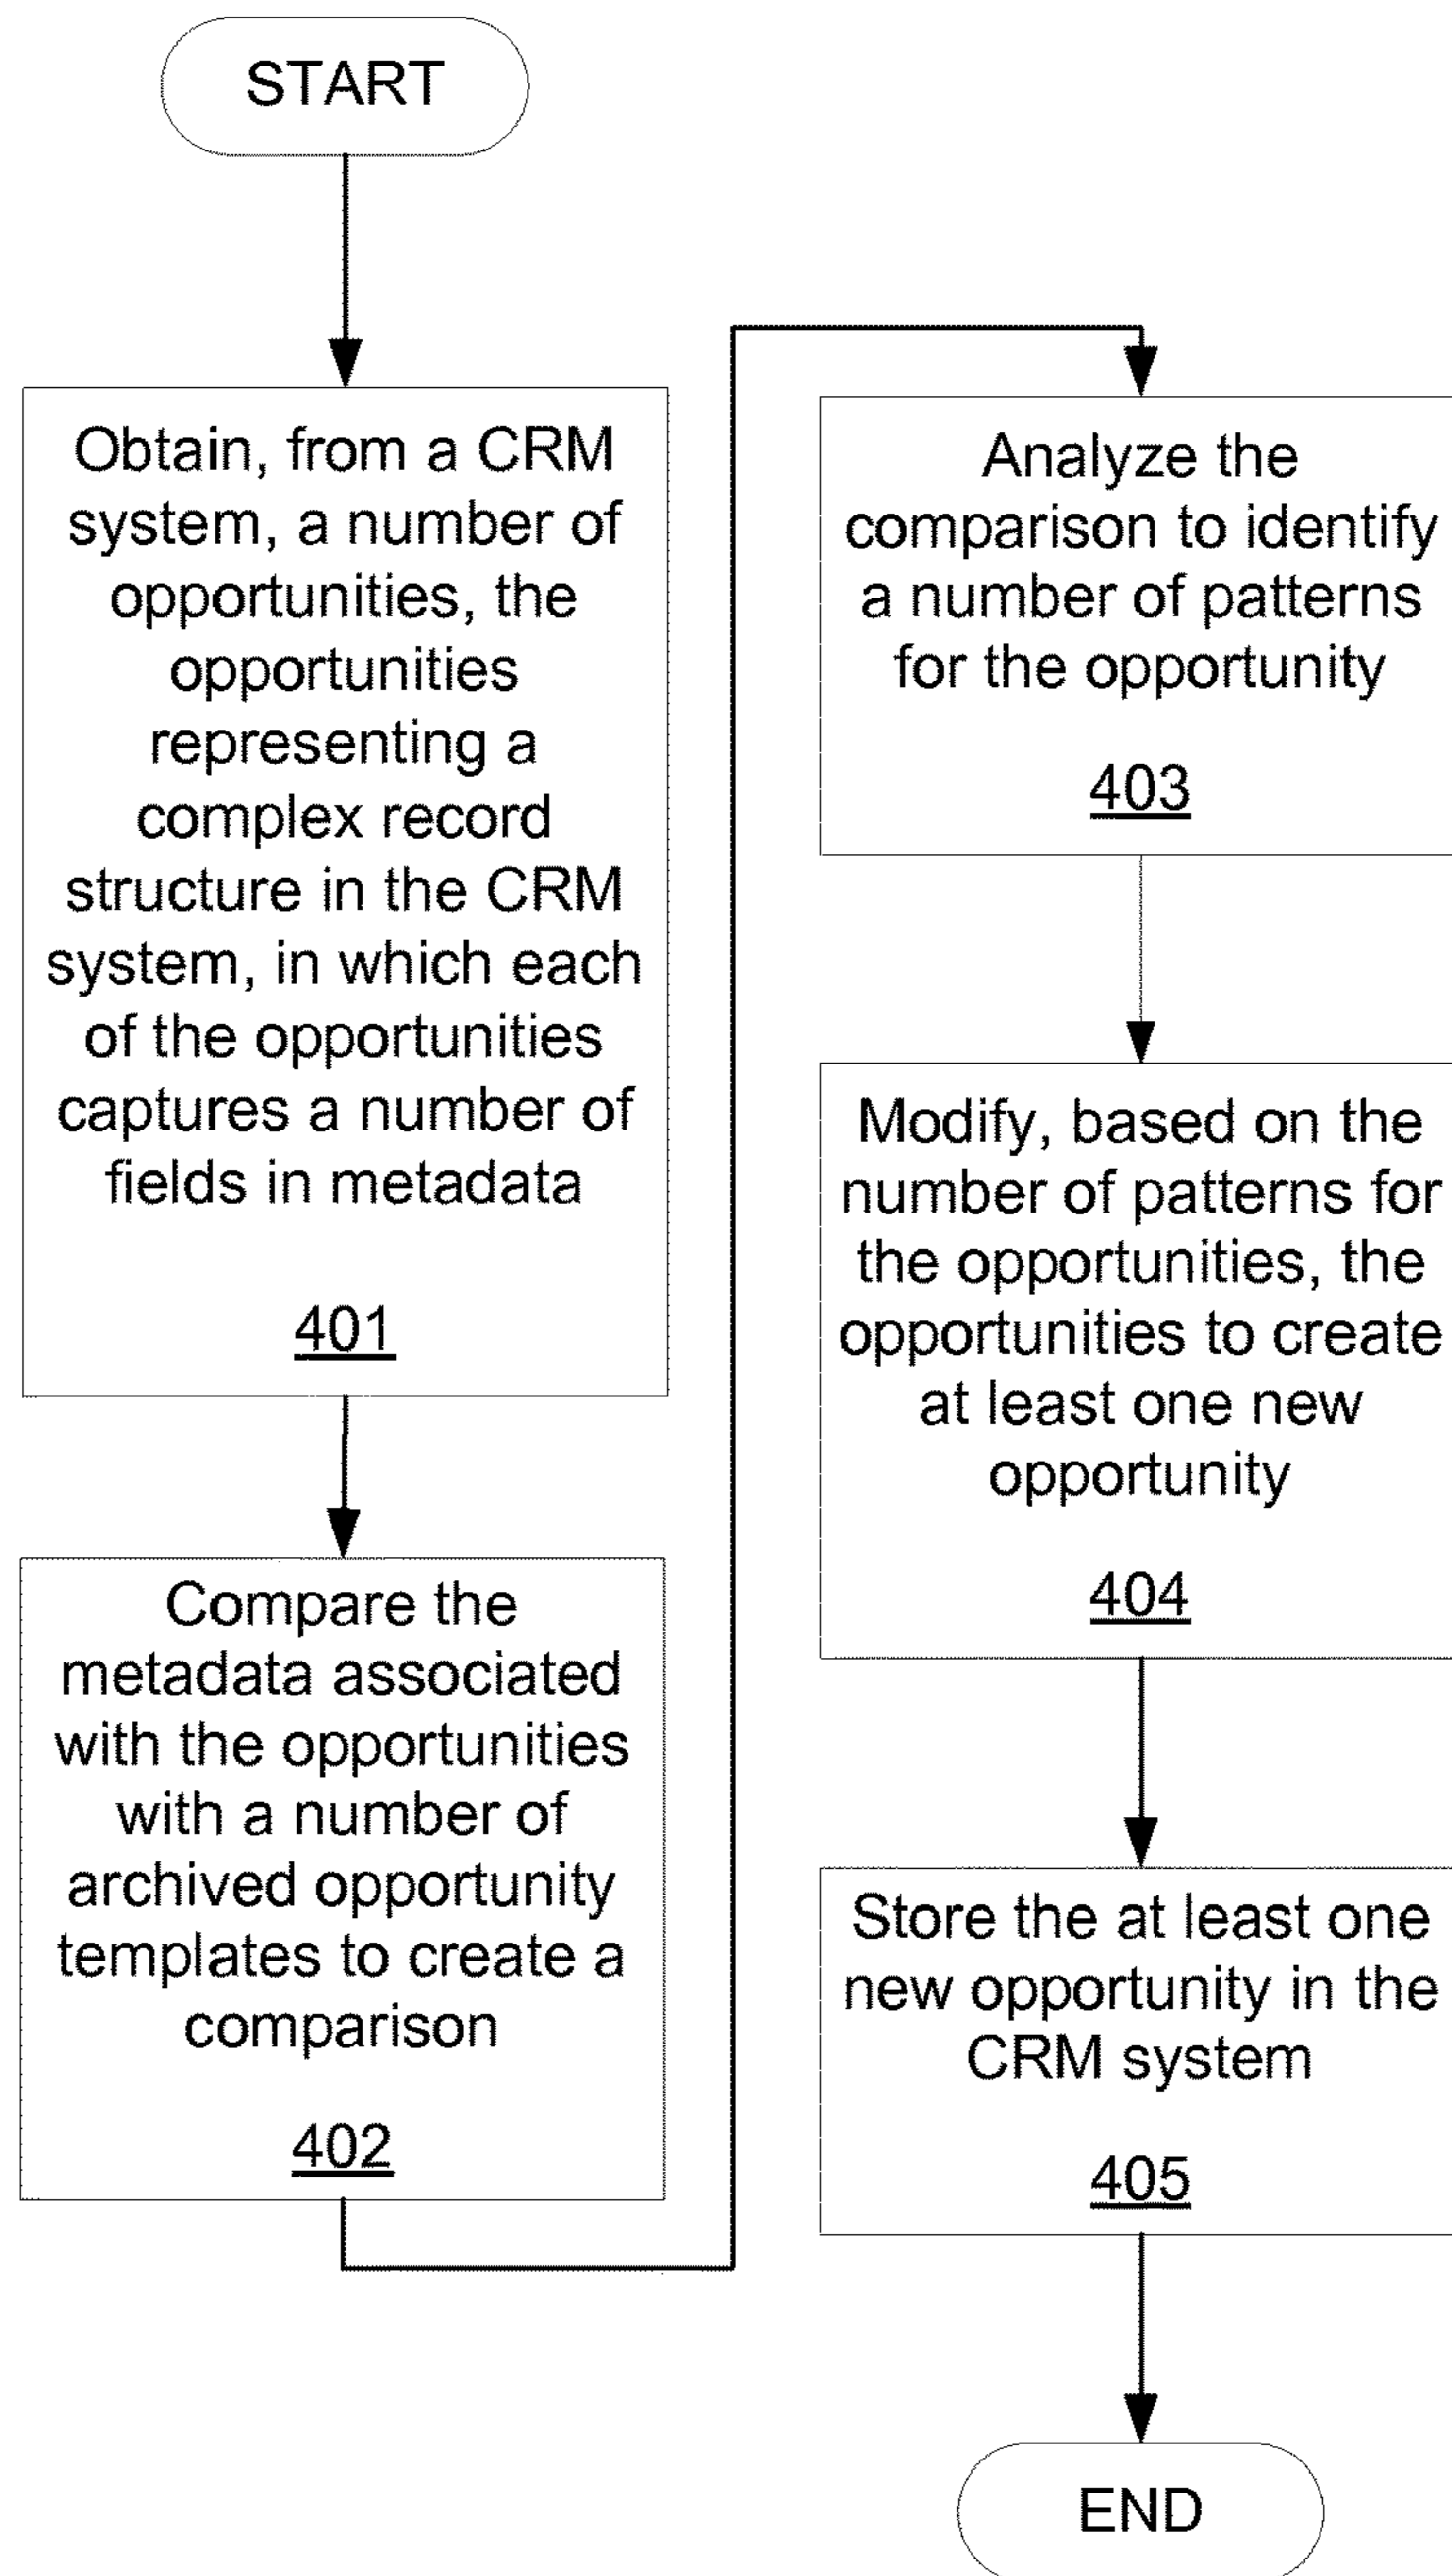 START
Obtain, from a CRM
system, a number of
opportunities, the
opportunities
representing a
complex record
structure in the CRM
system, in which each
of the opportunities
captures a number of
fields in metadata
401
Compare the
metadata associated
with the opportunities
with a number of
archived opportunity
templates to create a
comparison
402
Analyze the
comparison to identify
a number of patterns
for the opportunity
403
Modify, based on the
number of patterns for
the opportunities, the
opportunities to create
at least one new
opportunity
404
Store the at least one
new opportunity in the
CRM system
405
END